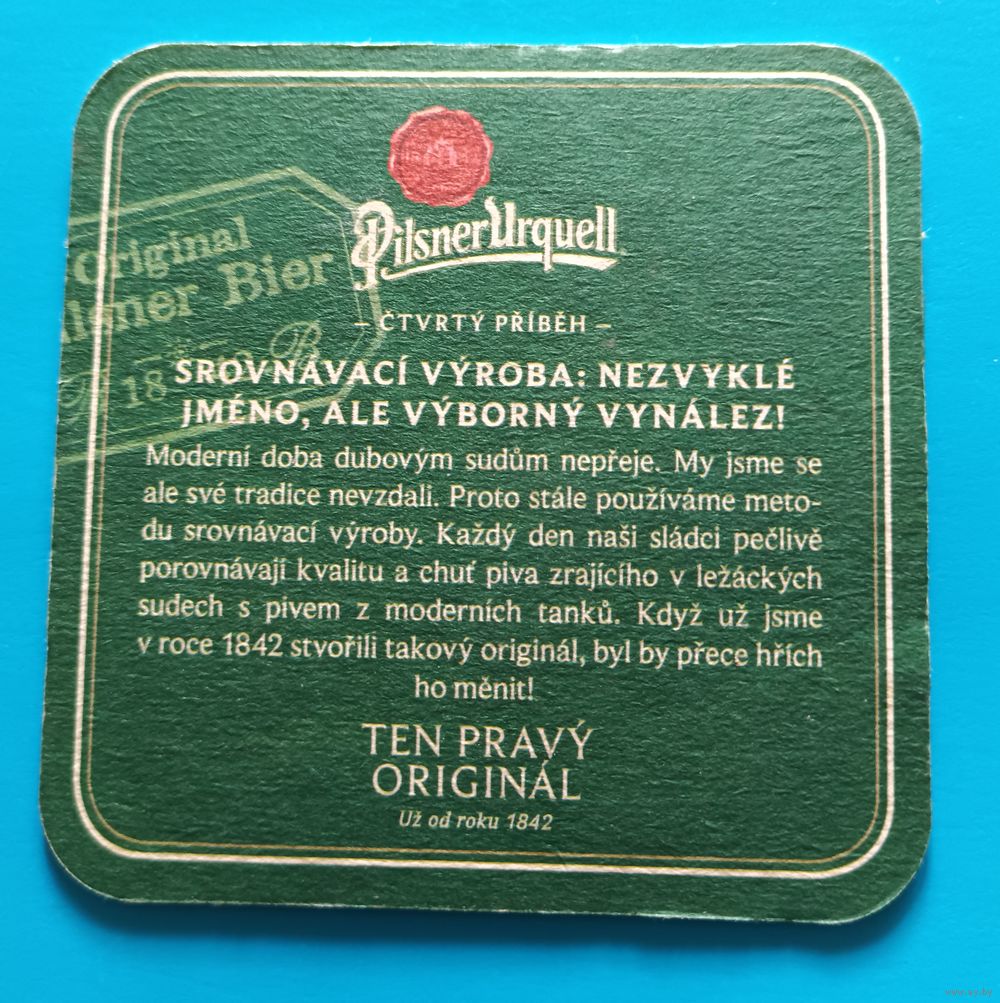 Pilsner Urquell
Original
Pilsner Bier
18
– ČTVRTÝ PŘÍBĚH –
SROVNÁVACÍ VÝROBA: NEZVYKLÉ
JMÉNO, ALE VÝBORNÝ VYNÁLEZ!
Moderní doba dubovým sudům nepřeje. My jsme se
ale své tradice nevzdali. Proto stále používáme meto-
du srovnávací výroby. Každý den naši sládci pečlivě
porovnávají kvalitu a chuť piva zrajícího v ležáckých
sudech s pivem z moderních tanků. Když už jsme
v roce 1842 stvořili takový originál, byl by přece hřích
ho měnit!
TEN PRAVÝ
ORIGINÁL
Už od roku 1842